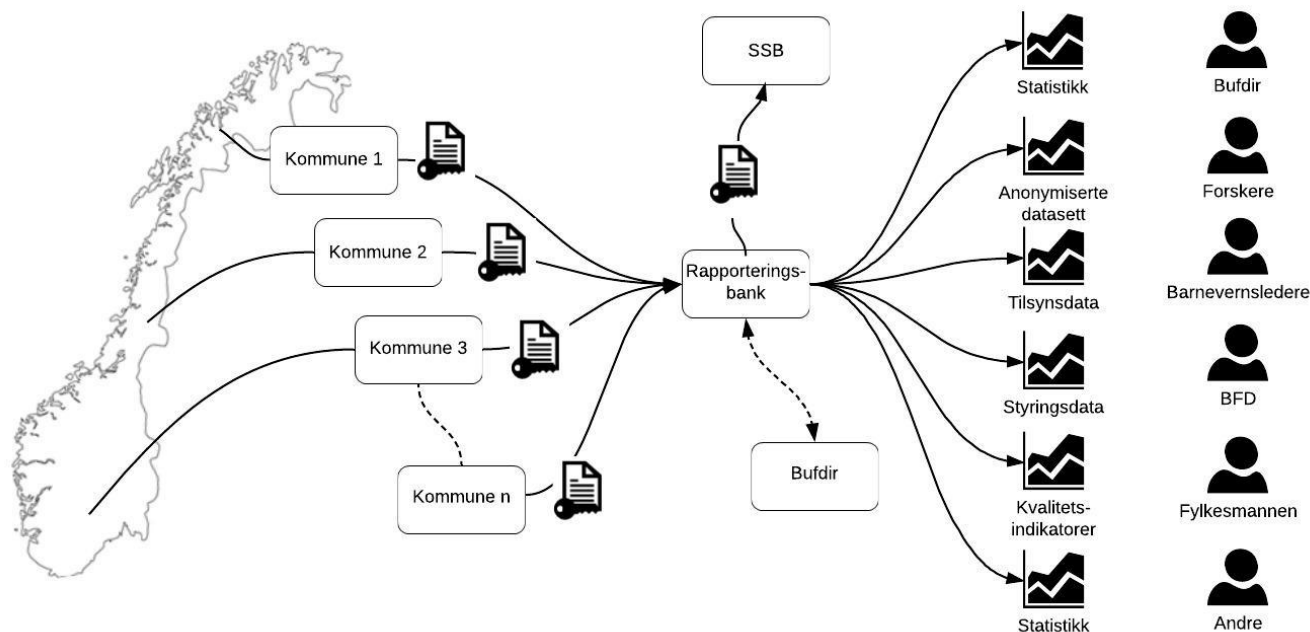 SSB
Statistikk
Bufdir
Kommune 1
Anonymiserte
datasett
Forskere
Kommune 2
Rapporterings-
bank
Tilsynsdata
Barnevernsledere
Kommune 3
Styringsdata
BFD
Kommune n
Bufdir
Kvalitets-
indikatorer
Fylkesmannen
Statistikk
Andre